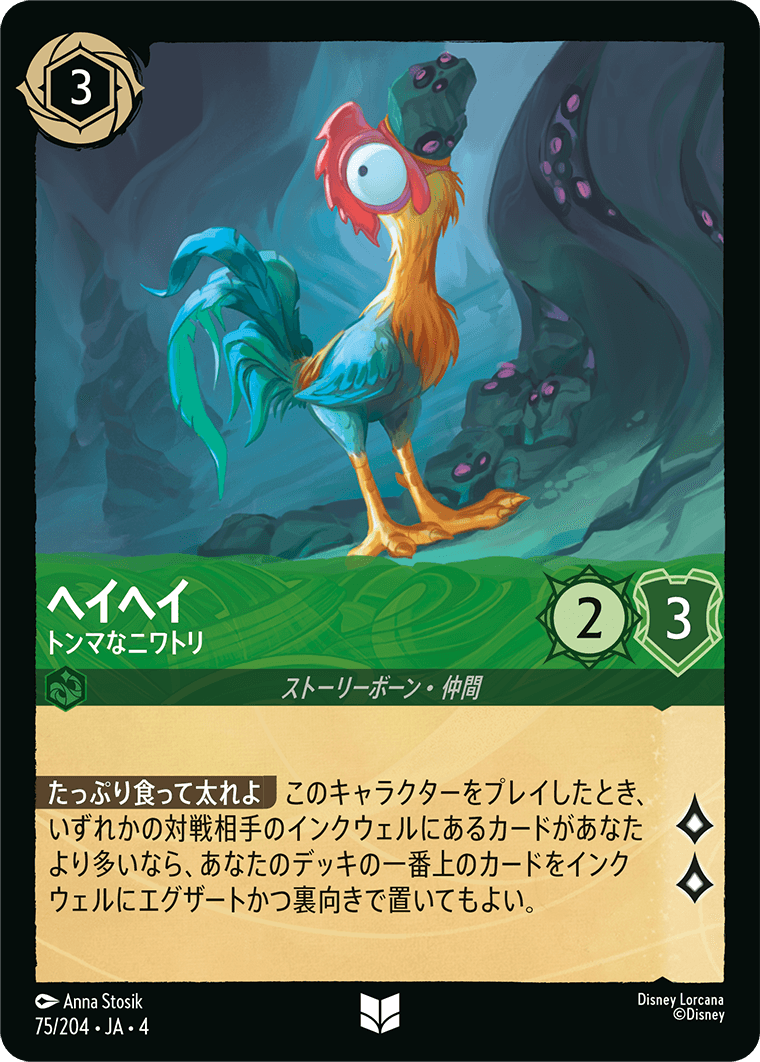 3
ヘイヘイ
トンマなニワトリ
2
3
ストーリーボーン・仲間
たっぷり食って太れよ このキャラクターをプレイしたとき、
いずれかの対戦相手のインクウェルにあるカードがあなた
より多いなら、あなたのデッキの一番上のカードをインク
ウェルにエグザートかつ裏向きで置いてもよい。
Anna Stosik
75/204・JA・4
Disney Lorcana
©Disney